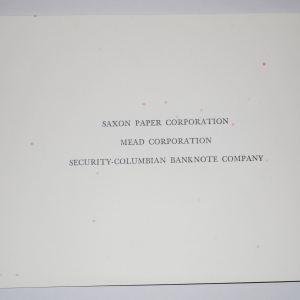 SAXON PAPER CORPORATION
MEAD CORPORATION
SECURITY-COLUMBIAN BANKNOTE COMPANY